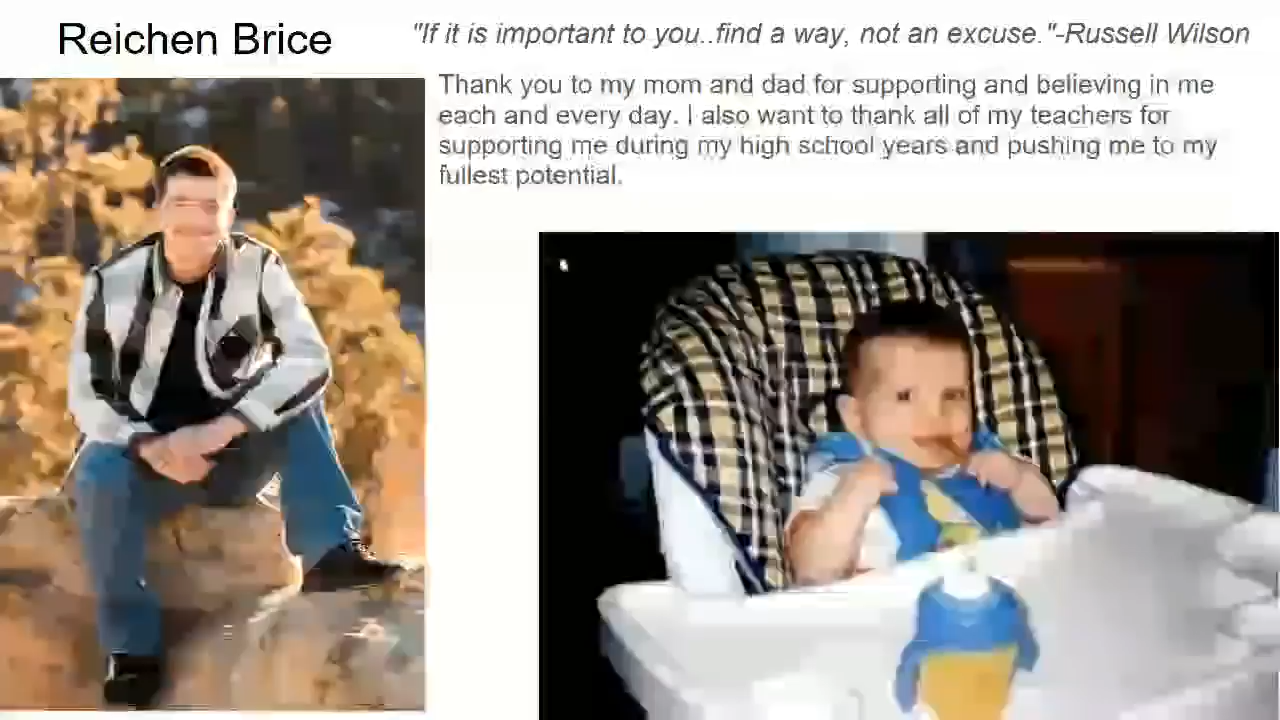 Reichen Brice
"If it is important to you..find a way, not an excuse."-Russell Wilson
Thank you to my mom and dad for supporting and believing in me
each and every day. I also want to thank all of my teachers for
supporting me during my high school years and pushing me to my
fullest potential.